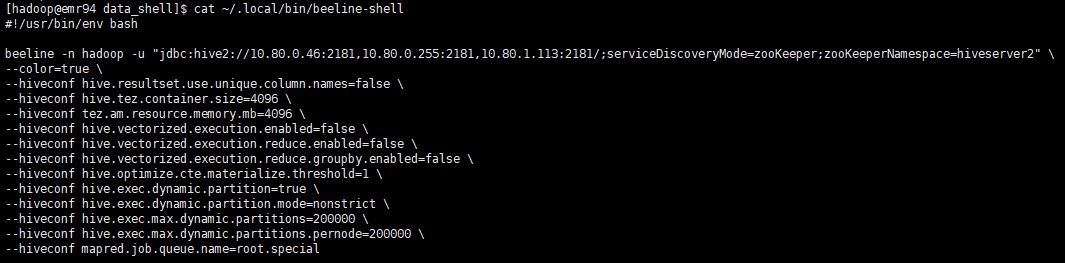 [hadoop@emr94 data_shell]$ cat ~/.local/bin/beeline-shell
#!/usr/bin/env bash
beeline -n hadoop -u "jdbc:hive2://10.80.0.46:2181,10.80.0.255:2181,10.80.1.113:2181/;serviceDiscoveryMode=zooKeeper;zooKeeperNamespace=hiveserver2" \
--color=true \
--hiveconf hive.resultset.use.unique.column.names=false \
--hiveconf hive.tez.container.size=4096 \
--hiveconf tez.am.resource.memory.mb=4096 \
--hiveconf hive.vectorized.execution.enabled=false \
--hiveconf hive.vectorized.execution.reduce.enabled=false \
--hiveconf hive.vectorized.execution.reduce.groupby.enabled=false \
--hiveconf hive.optimize.cte.materialize.threshold=1 \
--hiveconf hive.exec.dynamic.partition=true \
--hiveconf hive.exec.dynamic.partition.mode=nonstrict \
--hiveconf hive.exec.max.dynamic.partitions=200000 \
--hiveconf hive.exec.max.dynamic.partitions.pernode=200000 \
--hiveconf mapred.job.queue.name=root.special